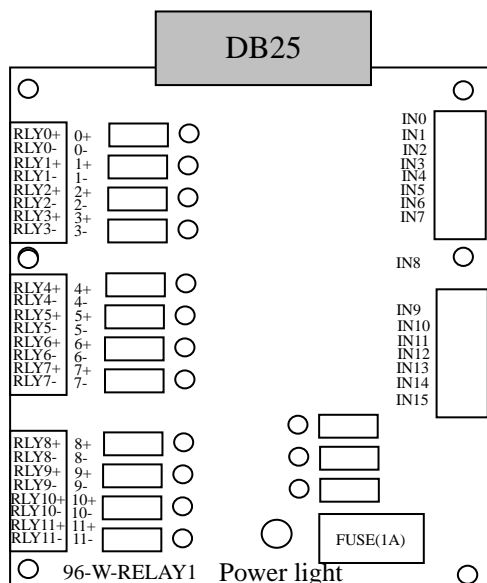 DB25
RLY0+ 0+
RLY0- 0-
RLY1+ 1+
RLY1- 1-
RLY2+ 2+
RLY2- 2-
RLY3+ 3+
RLY3- 3-
IN0
IN1
IN2
IN3
IN4
IN5
IN6
IN7
IN8
RLY4+ 4+
RLY4- 4-
RLY5+ 5+
RLY5- 5-
RLY6+ 6+
RLY6- 6-
RLY7+ 7+
RLY7- 7-
IN9
IN10
IN11
IN12
IN13
IN14
IN15
RLY8+ 8+
RLY8- 8-
RLY9+ 9+
RLY9- 9-
RLY10+ 10+
RLY10- 10-
RLY11+ 11+
RLY11- 11-
FUSE(1A)
96-W-RELAY1 Power light